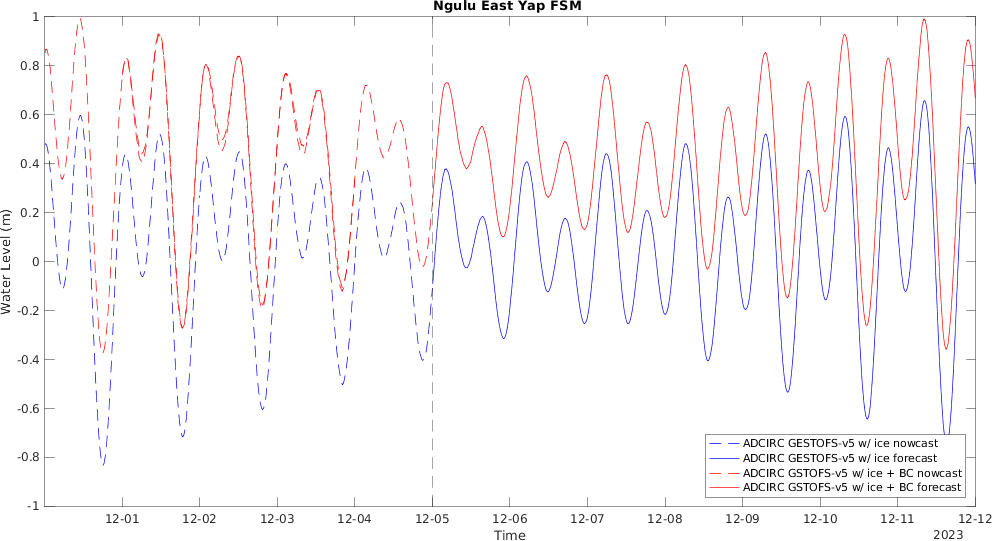 Ngulu East Yap FSM
1
0.8
0.6
0.4
0.2
0
-0.2
-0.4
-0.6
-0.8
-1
Water Level (m)
ADCIRC GESTOFS-v5 w/ ice nowcast
ADCIRC GESTOFS-v5 w/ ice forecast
ADCIRC GSTOFS-v5 w/ ice + BC nowcast
ADCIRC GSTOFS-v5 w/ ice + BC forecast
12-01 12-02 12-03 12-04 12-05 12-06 12-07 12-08 12-09 12-10 12-11 12-12
Time
2023